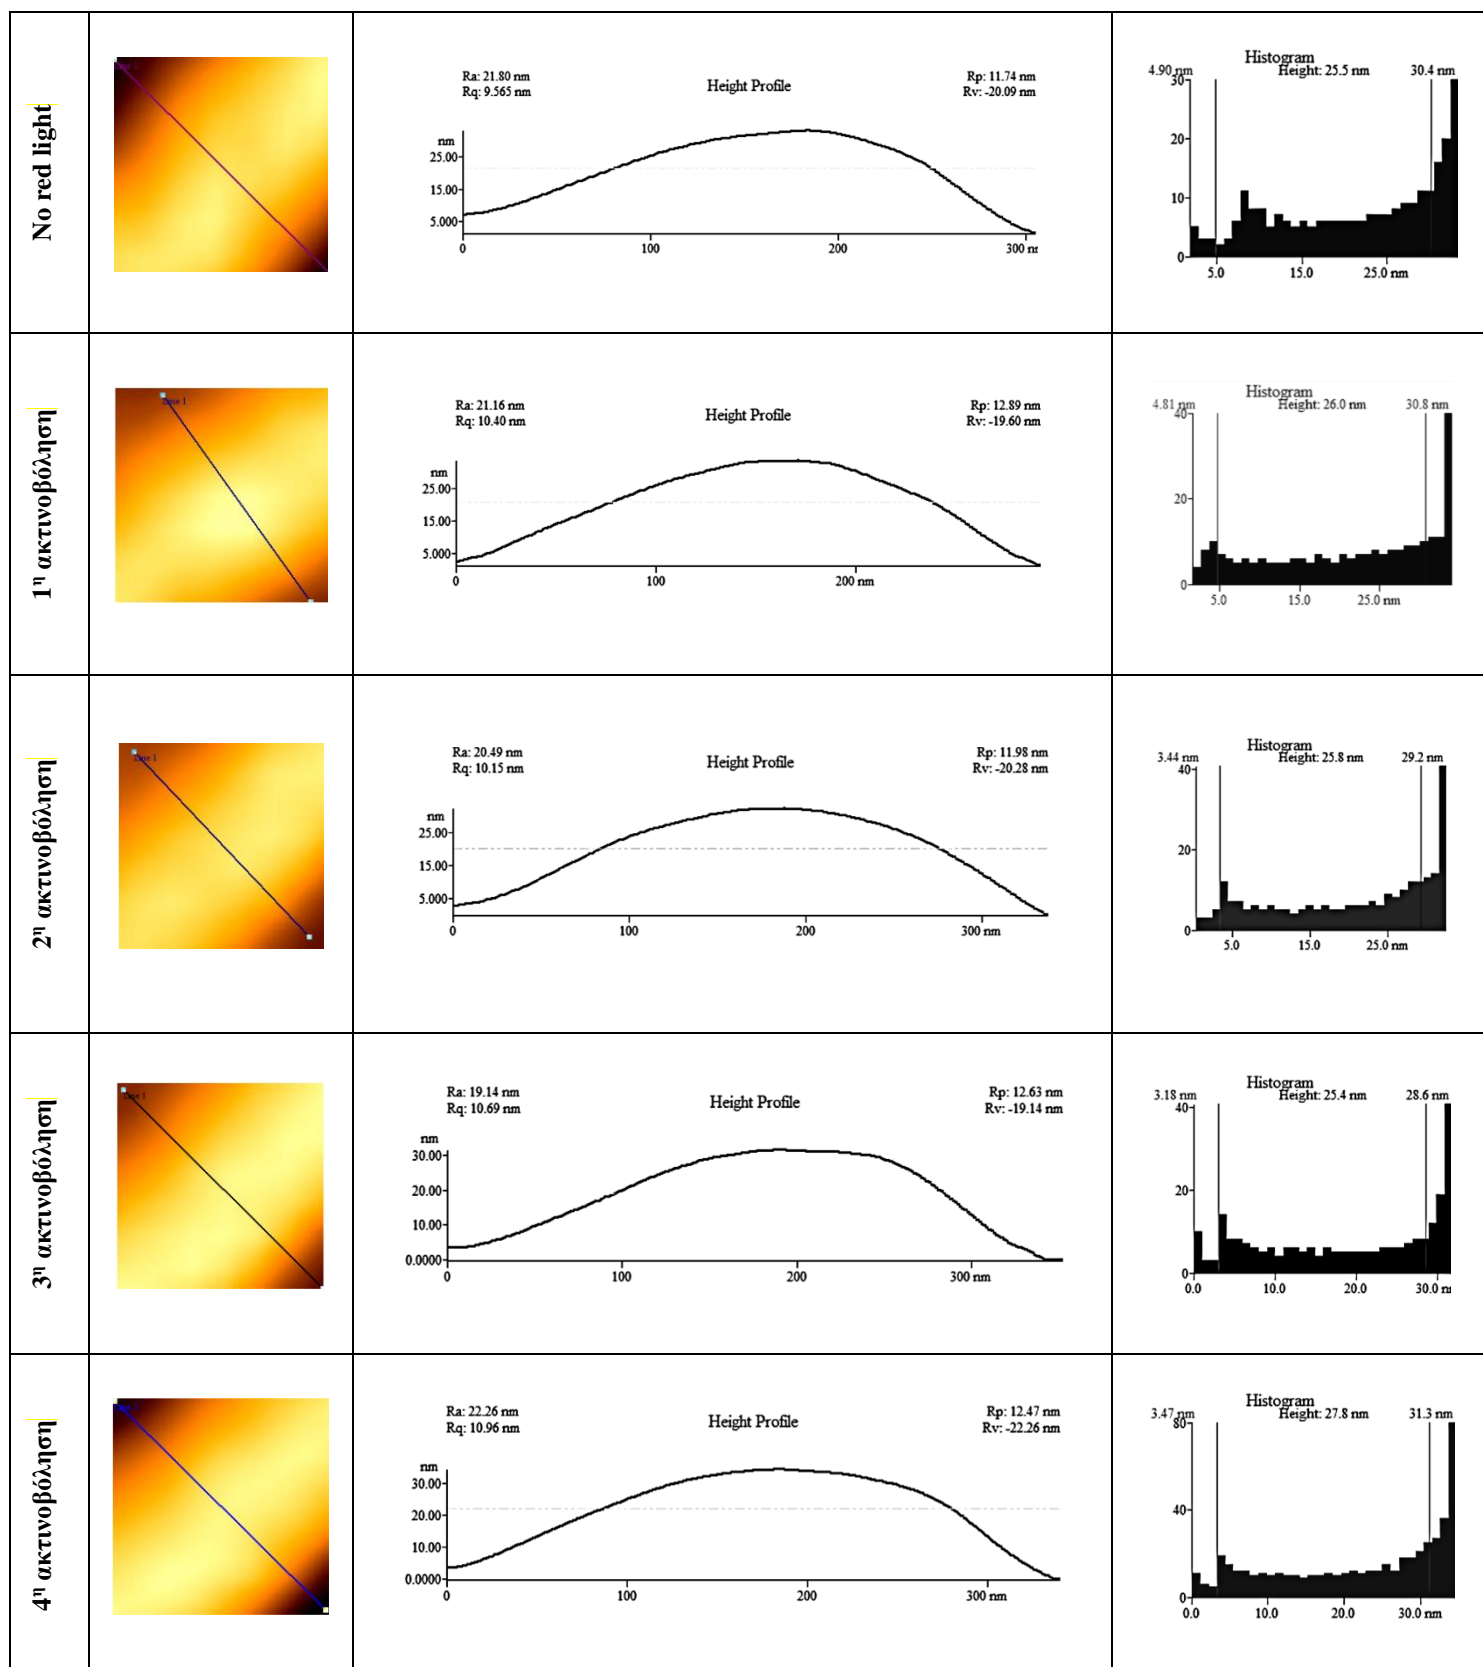 No red light
Line 1
Ra: 21.80 nm
Rq: 9.565 nm
Height Profile
Rp: 11.74 nm
Rv: -20.09 nm
nm
25.00
15.00
5.000
0 100 200 300 nm
Histogram
4.90 nm Height: 25.5 nm 30.4 nm
30
20
10
0
5.0 15.0 25.0 nm
1η ακτινοβόληση
Line 1
Ra: 21.16 nm
Rq: 10.40 nm
Height Profile
Rp: 12.89 nm
Rv: -19.60 nm
nm
25.00
15.00
5.000
0 100 200 nm
Histogram
4.81 nm Height: 26.0 nm 30.8 nm
40
20
0
5.0 15.0 25.0 nm
2η ακτινοβόληση
Line 1
Ra: 20.49 nm
Rq: 10.15 nm
Height Profile
Rp: 11.98 nm
Rv: -20.28 nm
nm
25.00
15.00
5.000
0 100 200 300 nm
Histogram
3.44 nm Height: 25.8 nm 29.2 nm
40
20
0
5.0 15.0 25.0 nm
3η ακτινοβόληση
Line 1
Ra: 19.14 nm
Rq: 10.69 nm
Height Profile
Rp: 12.63 nm
Rv: -19.14 nm
nm
30.00
20.00
10.00
0.0000
0 100 200 300 nm
Histogram
3.18 nm Height: 25.4 nm 28.6 nm
40
20
0
0.0 10.0 20.0 30.0 n
4η ακτινοβόληση
Ra: 22.26 nm
Rq: 10.96 nm
Height Profile
Rp: 12.47 nm
Rv: -22.26 nm
nm
30.00
20.00
10.00
0.0000
0 100 200 300 nm
Histogram
3.47 nm Height: 27.8 nm 31.3 nm
80
40
0
0.0 10.0 20.0 30.0 nm